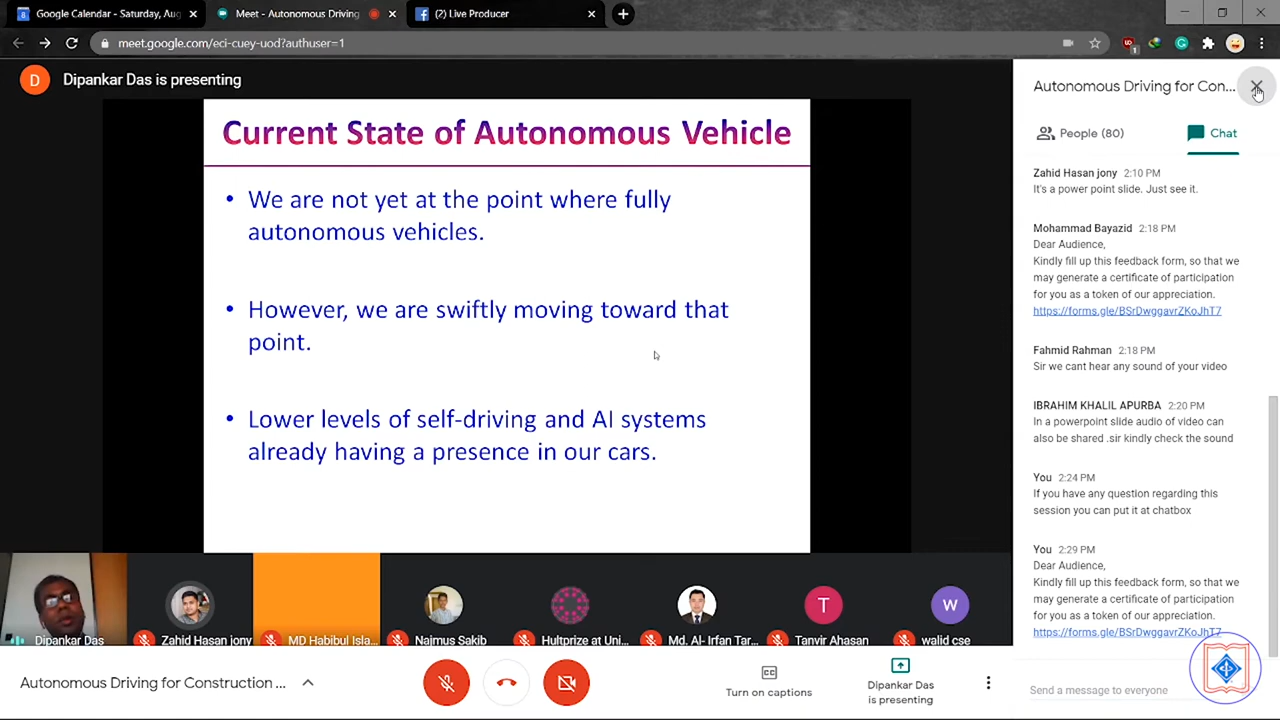 Google Calendar - Saturday, Aug
Meet - Autonomous Driving
(2) Live Producer
meet.google.com/eci-cuey-uod?authuser=1
D
Dipankar Das is presenting
Autonomous Driving for Con...
People (80)
Chat
Current State of Autonomous Vehicle
• We are not yet at the point where fully
autonomous vehicles.
• However, we are swiftly moving toward that
point.
• Lower levels of self-driving and AI systems
already having a presence in our cars.
Zahid Hasan jony 2:10 PM
It's a power point slide. Just see it.
Mohammad Bayazid 2:18 PM
Dear Audience,
Kindly fill up this feedback form, so that we
may generate a certificate of participation
for you as a token of our appreciation.
https://forms.gle/BSrDwggavrZKoJhT7
Fahmid Rahman 2:18 PM
Sir we cant hear any sound of your video
IBRAHIM KHALIL APURBA 2:20 PM
In a powerpoint slide audio of video can
also be shared .sir kindly check the sound
You 2:24 PM
If you have any question regarding this
session you can put it at chatbox
You 2:29 PM
Dear Audience,
Kindly fill up this feedback form, so that we
may generate a certificate of participation
for you as a token of our appreciation.
https://forms.gle/BSrDwggavrZKoJhT7
Send a message to everyone
T
W
Dipankar Das
Zahid Hasan jony
MD Habibul Isla...
Najmus Sakib
Hultprize at Uni...
Md. Al- Irfan Tar...
Tanvir Ahasan
walid cse
Autonomous Driving for Construction ...
Turn on captions
Dipankar Das
is presenting